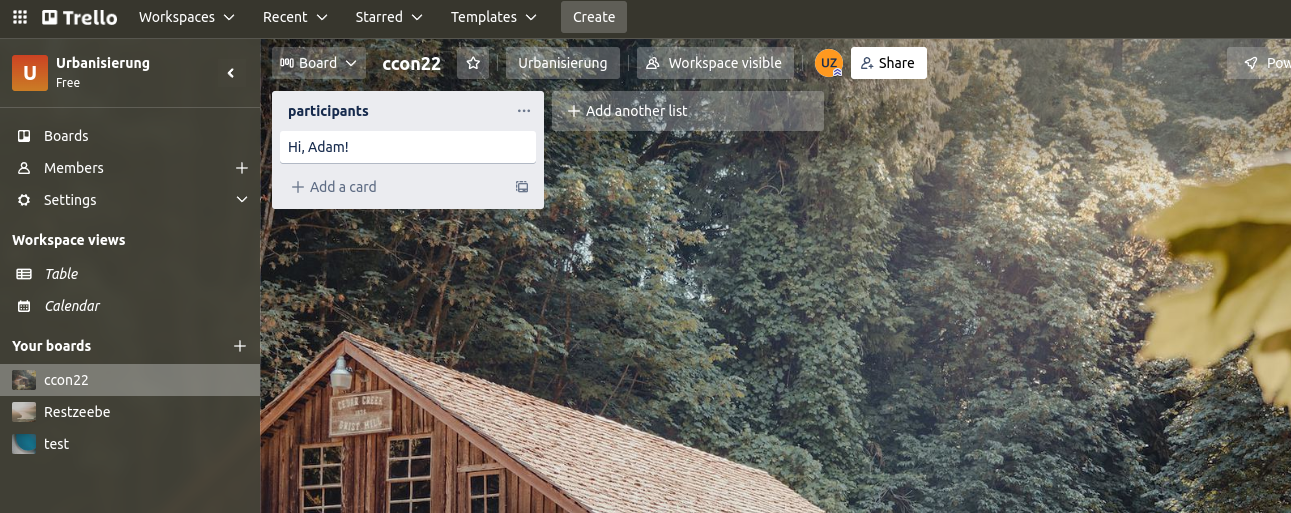 Trello Workspaces Recent Starred Templates Create
U Urbanisierung
Free
Boards
Members
Settings
Workspace views
Table
Calendar
Your boards
ccon22
Restzeebe
test
Board ccon22 Urbanisierung Workspace visible UZ Share
participants
Hi, Adam!
Add a card
Add another list
CEDAR CREEK
GRIST MILL